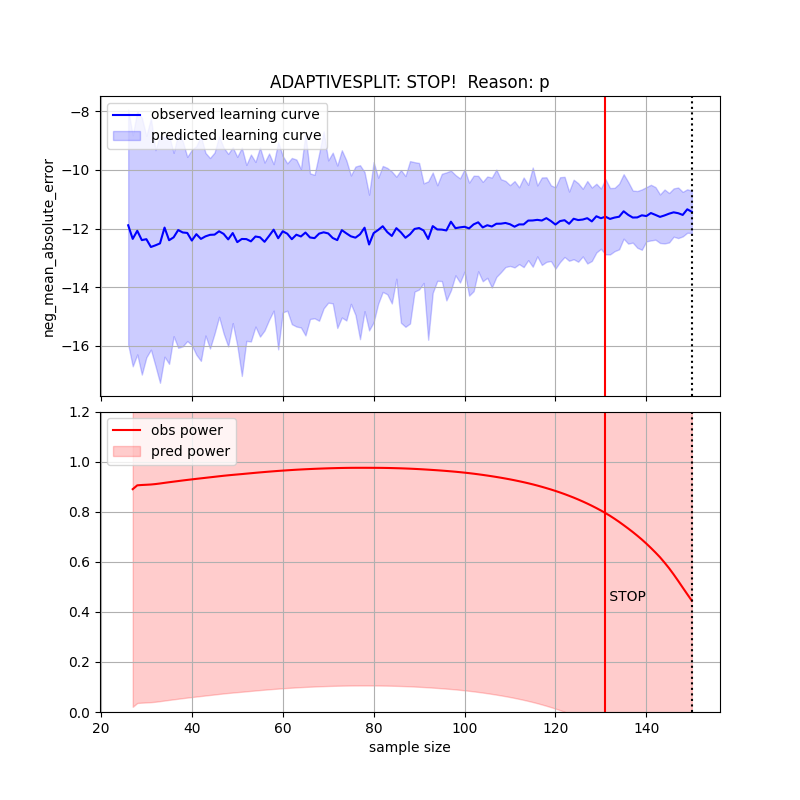 ADAPTIVESPLIT: STOP!  Reason: p
observed learning curve
predicted learning curve
neg_mean_absolute_error
−8
−10
−12
−14
−16
obs power
pred power
1.2
1.0
0.8
0.6
0.4
0.2
0.0
STOP
20 40 60 80 100 120 140
sample size